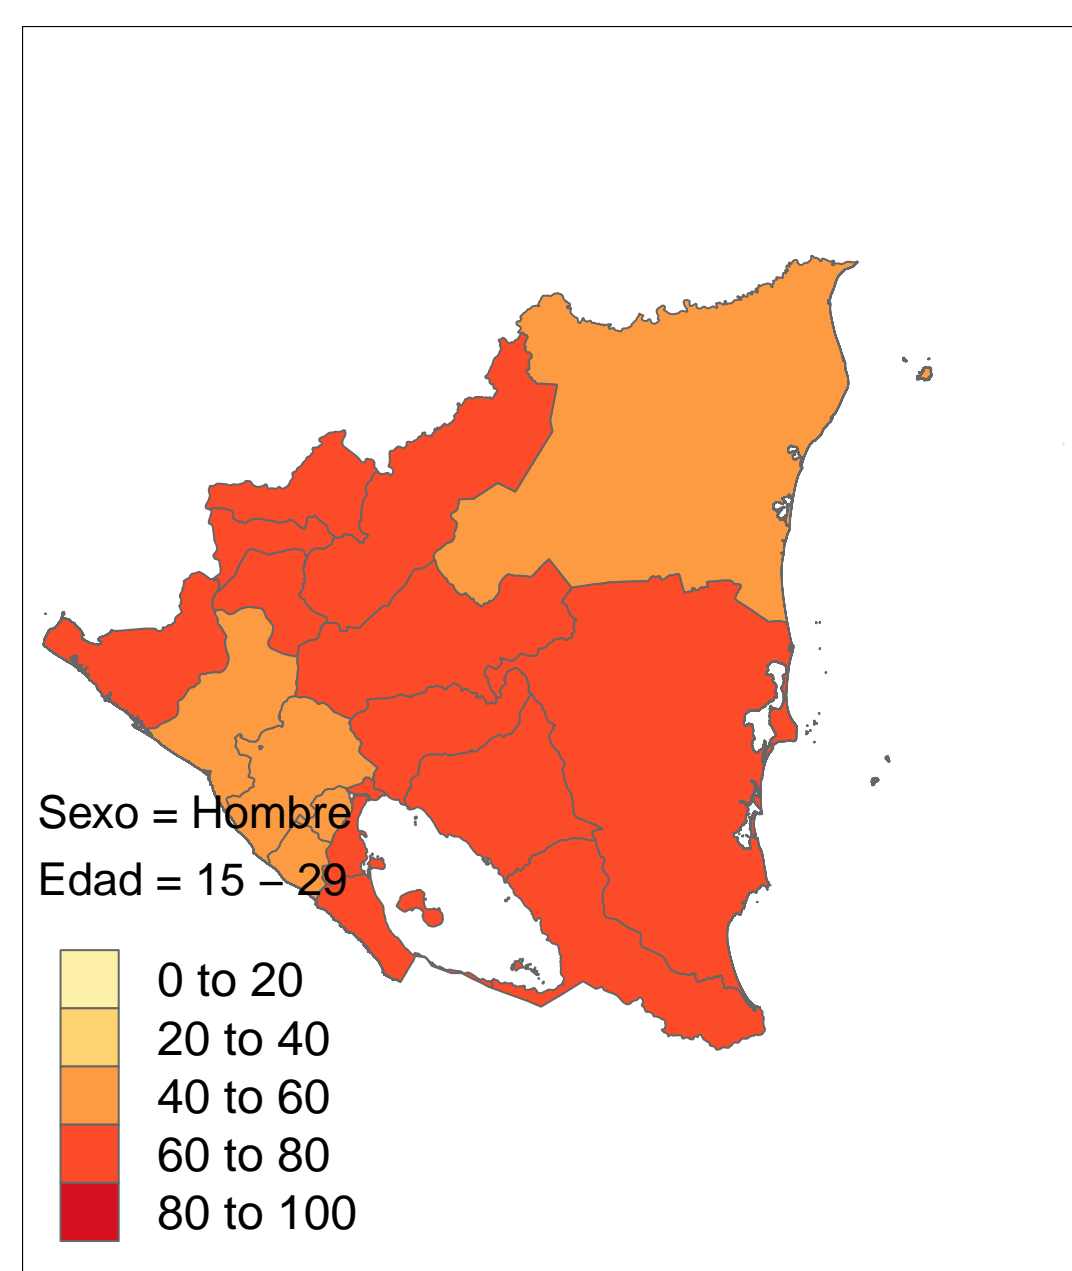 Sexo = Hombre
Edad = 15 – 29
0 to 20
20 to 40
40 to 60
60 to 80
80 to 100